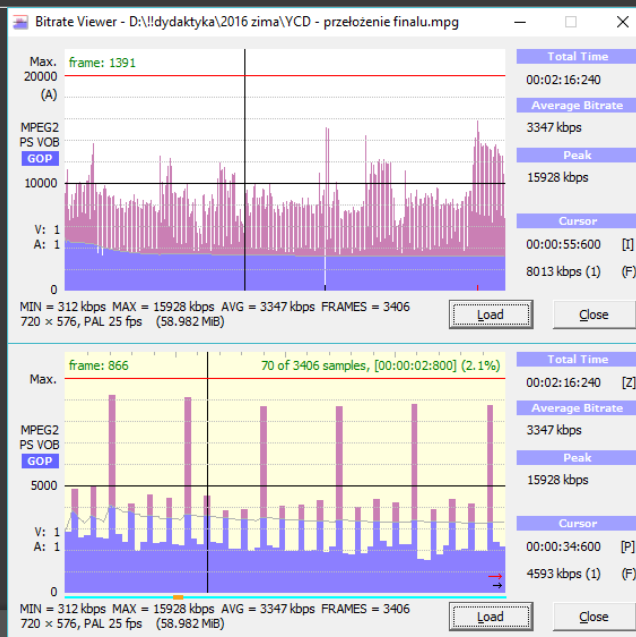 Bitrate Viewer - D:\!!dydaktyka\2016 zima\YCD - przełożenie finalu.mpg
Max.
20000
(A)
frame: 1391
MPEG2
PS VOB
GOP
10000
V: 1
A: 1
0
Total Time
00:02:16:240
Average Bitrate
3347 kbps
Peak
15928 kbps
Cursor
00:00:55:600 [I]
8013 kbps (1) (F)
MIN = 312 kbps MAX = 15928 kbps AVG = 3347 kbps FRAMES = 3406
720 × 576, PAL 25 fps (58.982 MiB)
Load
Close
frame: 866
70 of 3406 samples, [00:00:02:800] (2.1%)
Max.
MPEG2
PS VOB
GOP
5000
V: 1
A: 1
0
Total Time
00:02:16:240 [Z]
Average Bitrate
3347 kbps
Peak
15928 kbps
Cursor
00:00:34:600 [P]
4593 kbps (1) (F)
MIN = 312 kbps MAX = 15928 kbps AVG = 3347 kbps FRAMES = 3406
720 × 576, PAL 25 fps (58.982 MiB)
Load
Close